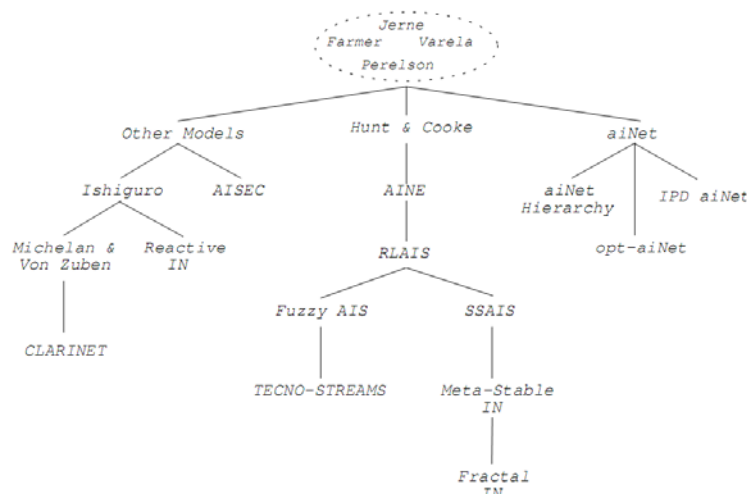 Jerne
Farmer Varela
Perelson
Other Models Hunt & Cooke aiNet
Ishiguro AISEC AINE aiNet IPD aiNet
Hierarchy
Michelan & Reactive RLAIS opt-aiNet
Von Zuben IN
Fuzzy AIS SSAIS
CLARINET
TECNO-STREAMS Meta-Stable
IN
Fractal
IN